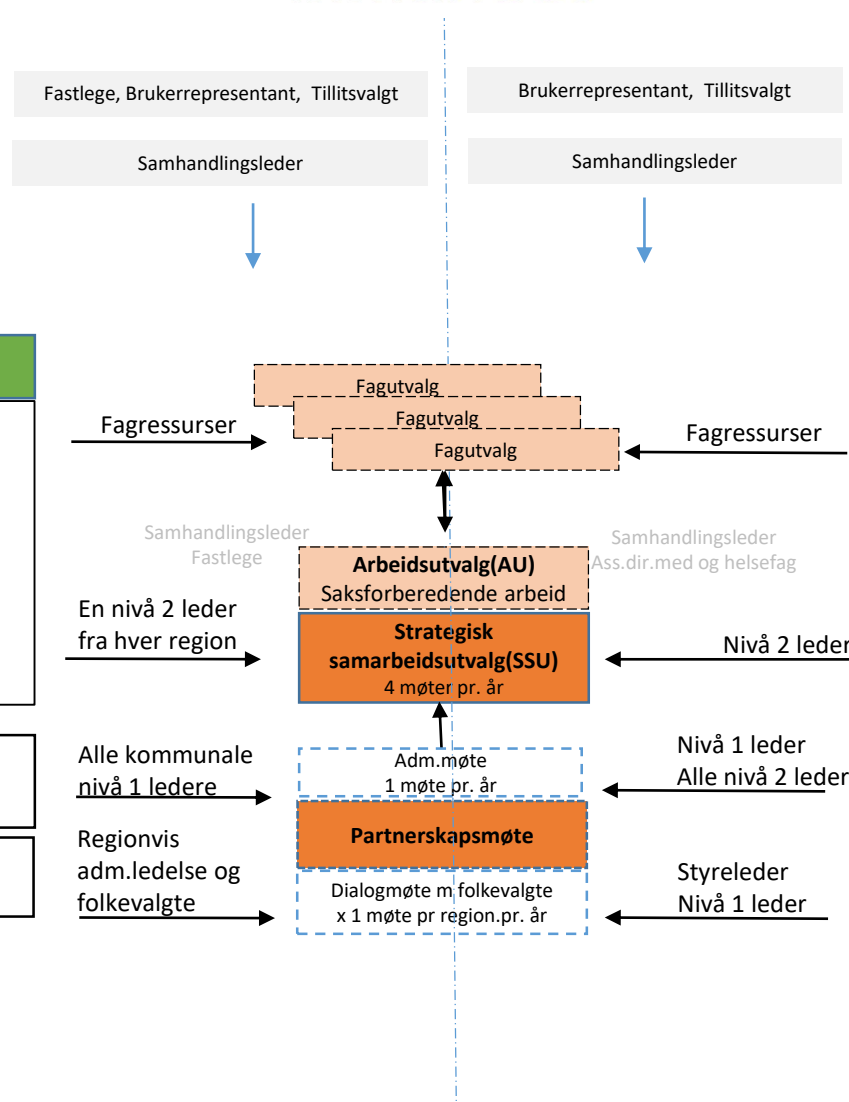 Fastlege, Brukerrepresentant, Tillitsvalgt
Brukerrepresentant, Tillitsvalgt
Samhandlingsleder
Samhandlingsleder
Fagutvalg
Fagutvalg
Fagutvalg
Fagressurser
Fagressurser
Samhandlingsleder
Fastlege
Samhandlingsleder
Ass.dir.med og helsefag
Arbeidsutvalg(AU)
Saksforberedende arbeid
En nivå 2 leder
fra hver region
Strategisk
samarbeidsutvalg(SSU)
4 møter pr. år
Nivå 2 leder
Alle kommunale
nivå 1 ledere
Adm.møte
1 møte pr. år
Nivå 1 leder
Alle nivå 2 leder
Partnerskapsmøte
Regionvis
adm.ledelse og
folkevalgte
Dialogmøte m folkevalgte
x 1 møte pr region.pr. år
Styreleder
Nivå 1 leder